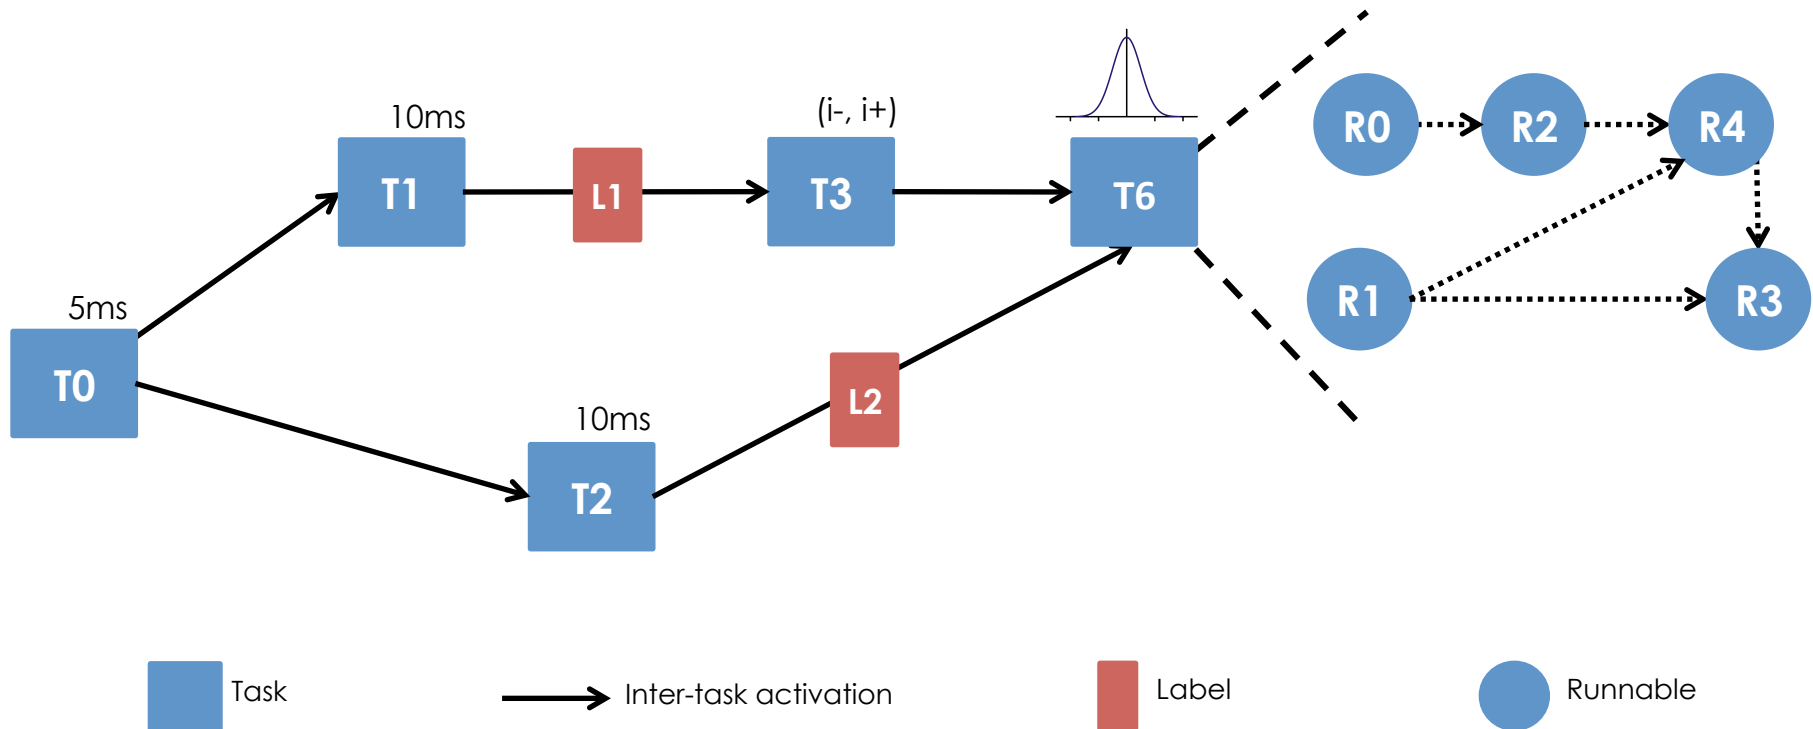 10ms
(i-, i+)
R0
R2
R4
T1
L1
T3
T6
5ms
R1
R3
T0
10ms
L2
T2
Task
Inter-task activation
Label
Runnable